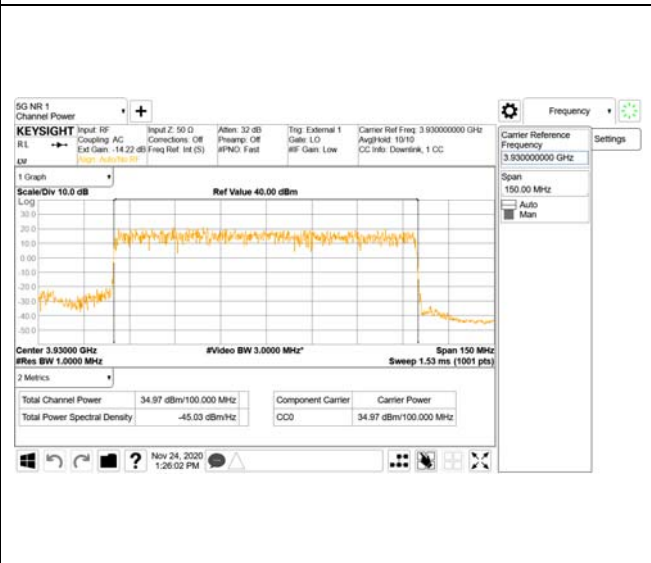 5G NR 1
Channel Power
+
Frequency
KEYSIGHT
RL
Input: RF
Coupling: AC
Ext Gain: -14.22 dB
Align: Auto/No RF
Input Z: 50 Ω
Corrections: Off
Freq Ref: Int (S)
Atten: 32 dB
Preamp: Off
#PNO: Fast
Trig: External 1
Gate: LO
#IF Gain: Low
Carrier Ref Freq: 3.930000000 GHz
Avg|Hold: 10/10
CC Info: Downlink, 1 CC
Carrier Reference
Frequency
3.930000000 GHz
Settings
Span
150.00 MHz
Auto
Man
1 Graph
Scale/Div 10.0 dB
Ref Value 40.00 dBm
Log
30.0
20.0
10.0
0.00
-10.0
-20.0
-30.0
-40.0
-50.0
Center 3.93000 GHz
#Video BW 3.0000 MHz*
Span 150 MHz
#Res BW 1.0000 MHz
Sweep 1.53 ms (1001 pts)
2 Metrics
Total Channel Power
34.97 dBm/100.000 MHz
Total Power Spectral Density
-45.03 dBm/Hz
Component Carrier
Carrier Power
CC0
34.97 dBm/100.000 MHz
?
Nov 24, 2020
1:26:02 PM